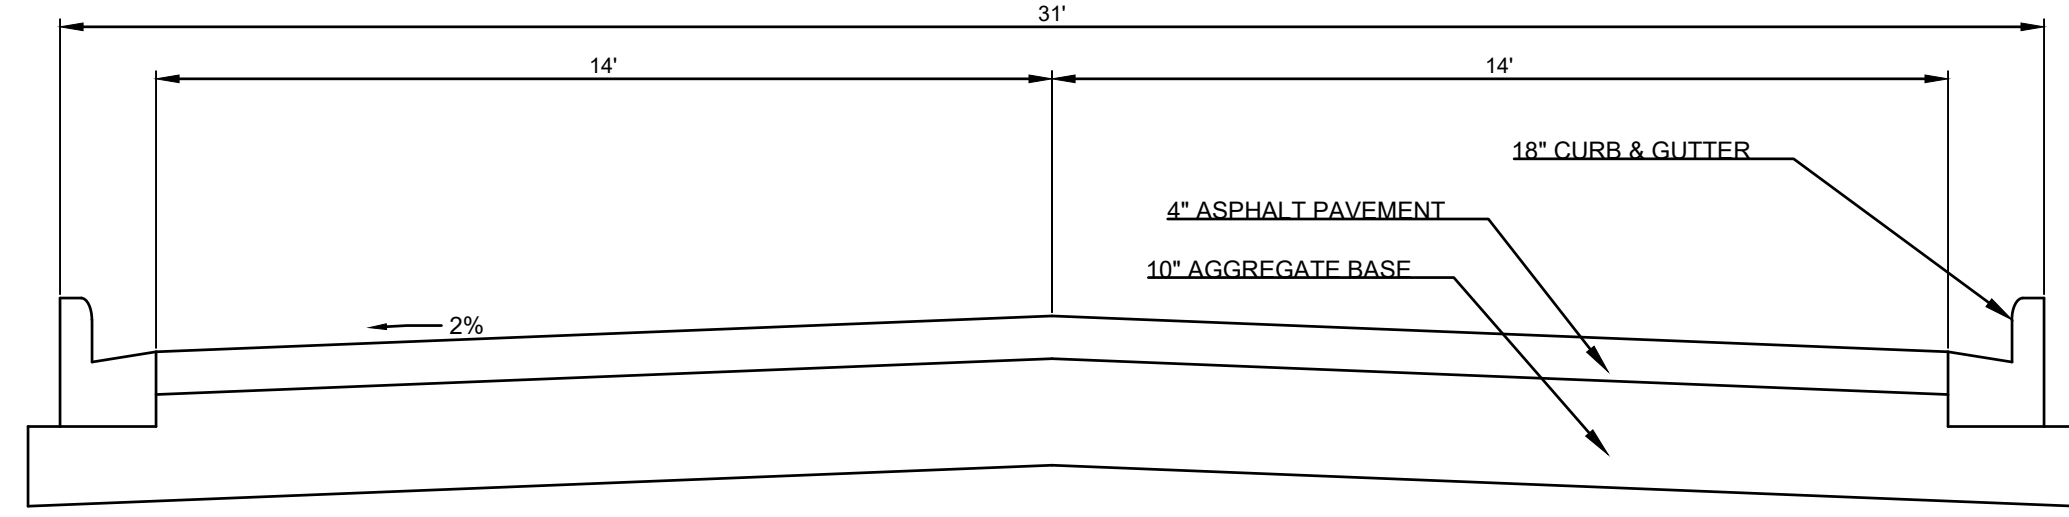 31'
14'
14'
18" CURB & GUTTER
4" ASPHALT PAVEMENT
10" AGGREGATE BASE
2%